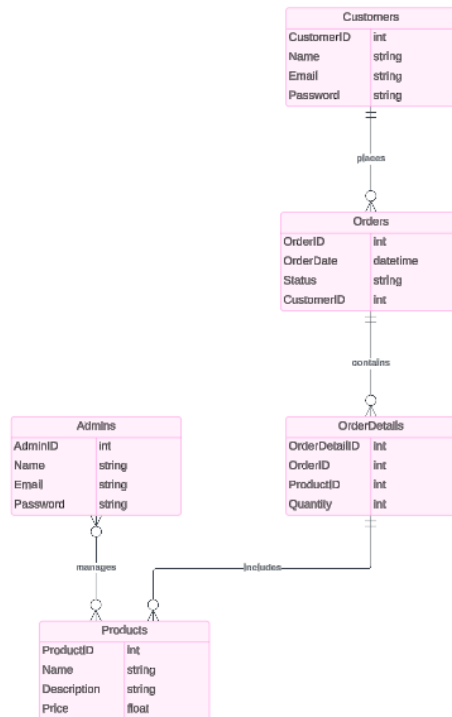 Customers
CustomerID int
Name string
Email string
Password string
places
Orders
OrderID int
OrderDate datetime
Status string
CustomerID int
contains
Admins
AdminID int
Name string
Email string
Password string
OrderDetails
OrderDetailID int
OrderID int
ProductID int
Quantity int
manages
includes
Products
ProductID int
Name string
Description string
Price float